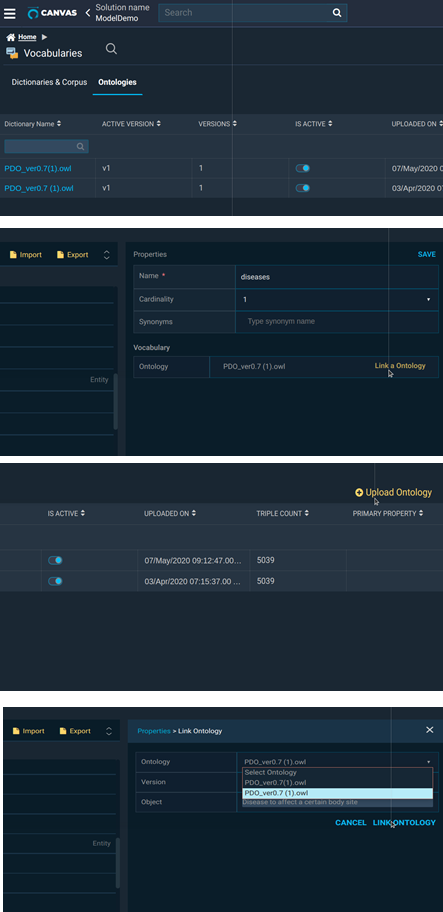 CANVAS
Solution name
ModelDemo
Search
Home
Vocabularies
Dictionaries & Corpus Ontologies
Dictionary Name ACTIVE VERSION VERSIONS IS ACTIVE UPLOADED ON
PDO_ver0.7(1).owl v1 1 07/May/2020 0
PDO_ver0.7 (1).owl v1 1 03/Apr/2020 07
Import Export Properties SAVE
Name * diseases
Cardinality 1
Synonyms Type synonym name
Vocabulary
Ontology PDO_ver0.7 (1).owl Link a Ontology
Entity
Upload Ontology
IS ACTIVE UPLOADED ON TRIPLE COUNT PRIMARY PROPERTY
07/May/2020 09:12:47.00... 5039
03/Apr/2020 07:15:37.00 ... 5039
Import Export Properties > Link Ontology
Ontology PDO_ver0.7 (1).owl
Select Ontology
Version PDO_ver0.7(1).owl
PDO_ver0.7 (1).owl
Object Disease to affect a certain body site
CANCEL LINK ONTOLOGY
Entity